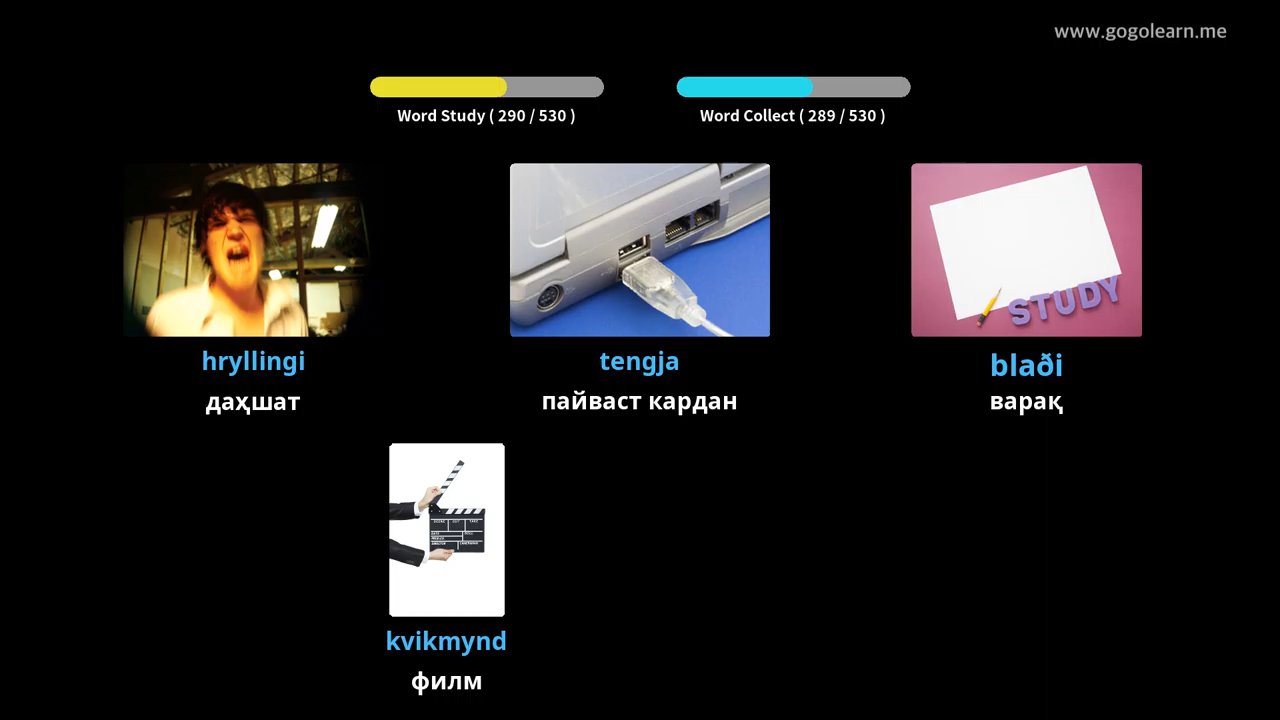 www.gogolearn.me
Word Study ( 290 / 530 )
Word Collect ( 289 / 530 )
STUDY
hryllingi
tengja
blaði
даҳшат
пайваст кардан
варақ
kvikmynd
филм